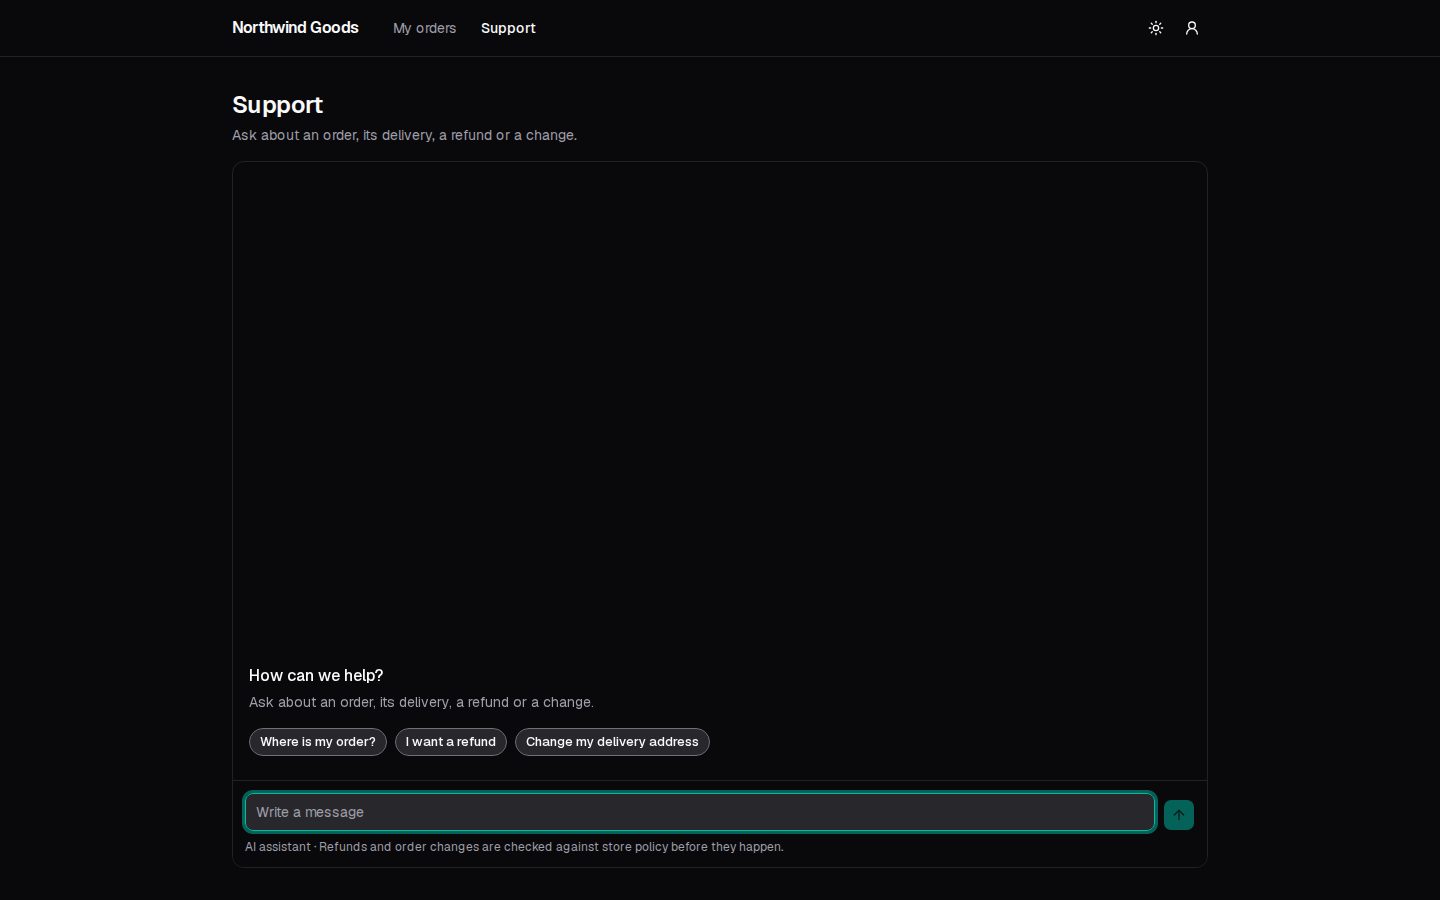 Northwind Goods My orders Support
Support
Ask about an order, its delivery, a refund or a change.
How can we help?
Ask about an order, its delivery, a refund or a change.
Where is my order? I want a refund Change my delivery address
Write a message
AI assistant · Refunds and order changes are checked against store policy before they happen.